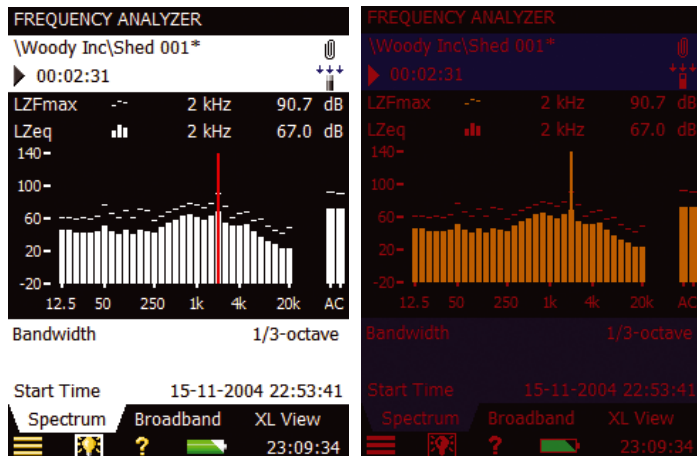 FREQUENCY ANALYZER
\Woody Inc\Shed 001*
00:02:31
LZFmax 2 kHz 90.7 dB
LZeq 2 kHz 67.0 dB
140
100
60
20
-20
12.5 50 250 1k 4k 20k AC
Bandwidth 1/3-octave
Start Time 15-11-2004 22:53:41
Spectrum Broadband XL View
? 23:09:34
FREQUENCY ANALYZER
\Woody Inc\Shed 001*
00:02:31
LZFmax 2 kHz 90.7 dB
LZeq 2 kHz 67.0 dB
140
100
60
20
-20
12.5 50 250 1k 4k 20k AC
Bandwidth 1/3-octave
Start Time 15-11-2004 22:53:41
Spectrum Broadband XL View
? 23:09:34